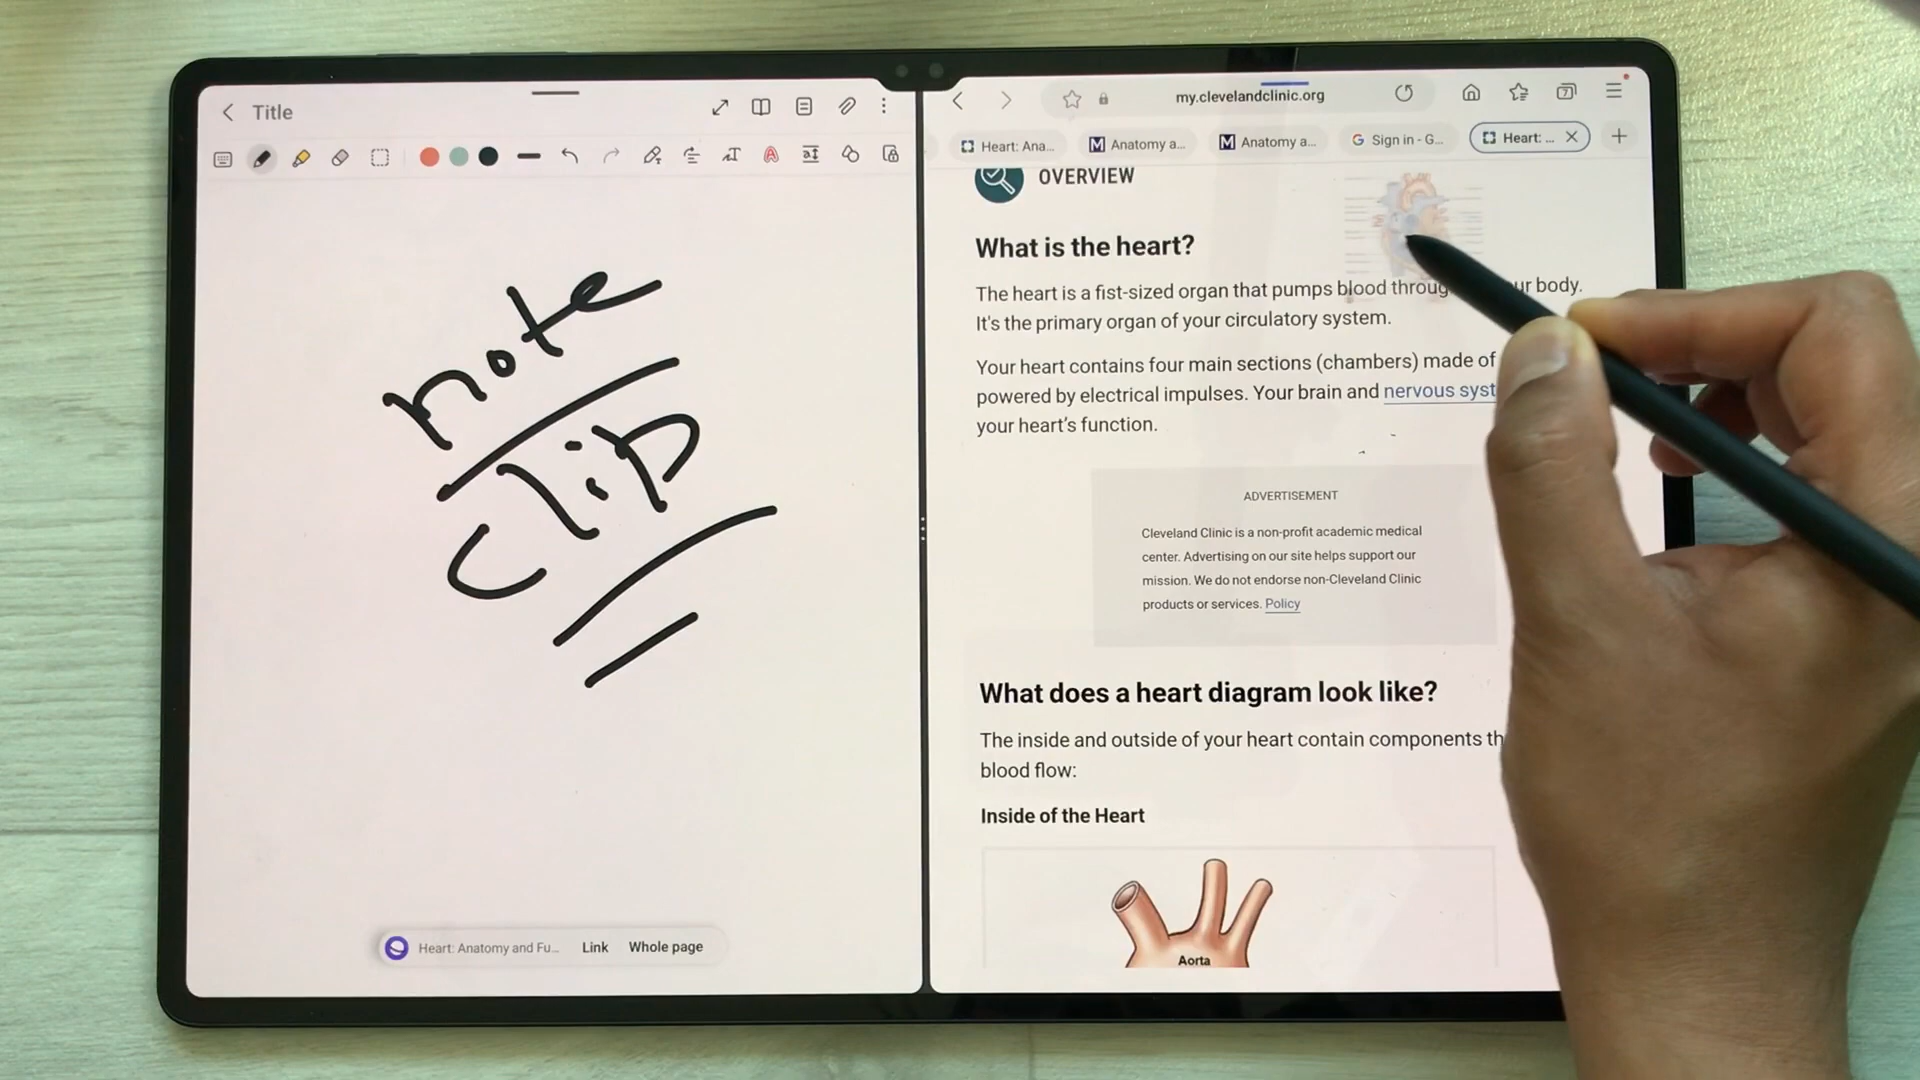 Title
note
clip
Heart: Anatomy and Fu... Link Whole page
my.clevelandclinic.org
7
Heart: Ana... Anatomy a... Anatomy a... Sign in - G... Heart: ...
OVERVIEW
What is the heart?
The heart is a fist-sized organ that pumps blood throug ur body.
It's the primary organ of your circulatory system.
Your heart contains four main sections (chambers) made of
powered by electrical impulses. Your brain and nervous syst
your heart's function.
ADVERTISEMENT
Cleveland Clinic is a non-profit academic medical
center. Advertising on our site helps support our
mission. We do not endorse non-Cleveland Clinic
products or services. Policy
What does a heart diagram look like?
The inside and outside of your heart contain components th
blood flow:
Inside of the Heart
Aorta